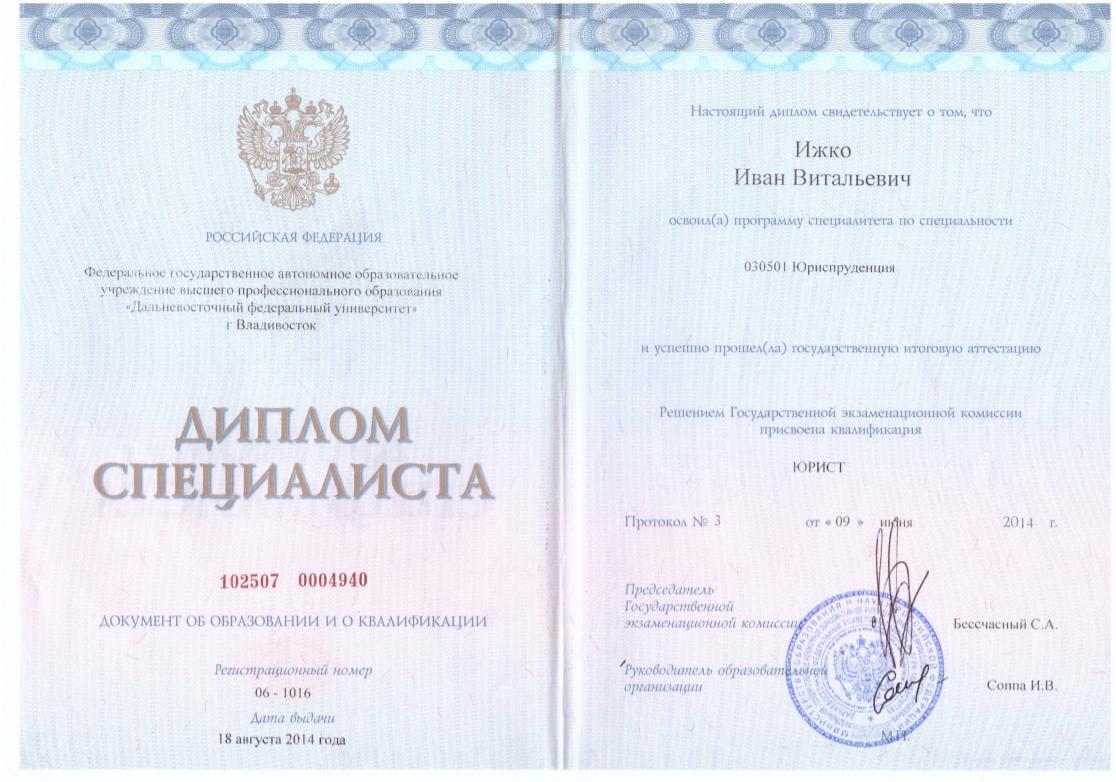 РОССИЙСКАЯ ФЕДЕРАЦИЯ
Федеральное государственное автономное образовательное
учреждение высшего профессионального образования
«Дальневосточный федеральный университет»
г Владивосток
ДИПЛОМ
СПЕЦИАЛИСТА
102507 0004940
ДОКУМЕНТ ОБ ОБРАЗОВАНИИ И О КВАЛИФИКАЦИИ
Регистрационный номер
06 - 1016
Дата выдачи
18 августа 2014 года
Настоящий диплом свидетельствует о том, что
Ижко
Иван Витальевич
освоил(а) программу специалитета по специальности
030501 Юриспруденция
и успешно прошел(ла) государственную итоговую аттестацию
Решением Государственной экзаменационной комиссии
присвоена квалификация
ЮРИСТ
Протокол № 3 от « 09 » июня 2014 г.
Председатель
Государственной
экзаменационной комиссии
Бессчасный С.А.
Руководитель образовательной
организации
Соппа И.В.
М.П.